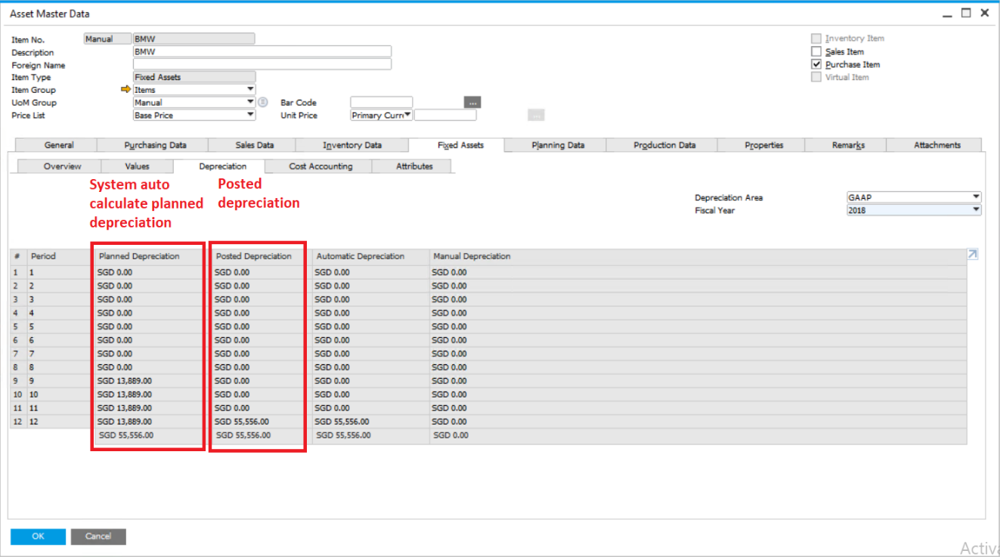 Asset Master Data
Item No. Manual BMW
Description BMW
Foreign Name
Item Type Fixed Assets
Item Group Items
UoM Group Manual Bar Code ...
Price List Base Price Unit Price Primary Curr ...
Inventory Item
Sales Item
Purchase Item
Virtual Item
General Purchasing Data Sales Data Inventory Data Fixed Assets Planning Data Production Data Properties Remarks Attachments
Overview Values Depreciation Cost Accounting Attributes
System auto
calculate planned
depreciation
Posted
depreciation
Depreciation Area GAAP
Fiscal Year 2018
# Period Planned Depreciation Posted Depreciation Automatic Depreciation Manual Depreciation
1 1 SGD 0.00 SGD 0.00 SGD 0.00 SGD 0.00
2 2 SGD 0.00 SGD 0.00 SGD 0.00 SGD 0.00
3 3 SGD 0.00 SGD 0.00 SGD 0.00 SGD 0.00
4 4 SGD 0.00 SGD 0.00 SGD 0.00 SGD 0.00
5 5 SGD 0.00 SGD 0.00 SGD 0.00 SGD 0.00
6 6 SGD 0.00 SGD 0.00 SGD 0.00 SGD 0.00
7 7 SGD 0.00 SGD 0.00 SGD 0.00 SGD 0.00
8 8 SGD 0.00 SGD 0.00 SGD 0.00 SGD 0.00
9 9 SGD 13,889.00 SGD 0.00 SGD 0.00 SGD 0.00
10 10 SGD 13,889.00 SGD 0.00 SGD 0.00 SGD 0.00
11 11 SGD 13,889.00 SGD 0.00 SGD 0.00 SGD 0.00
12 12 SGD 13,889.00 SGD 55,556.00 SGD 55,556.00 SGD 0.00
SGD 55,556.00 SGD 55,556.00 SGD 55,556.00 SGD 0.00
OK Cancel
Activa